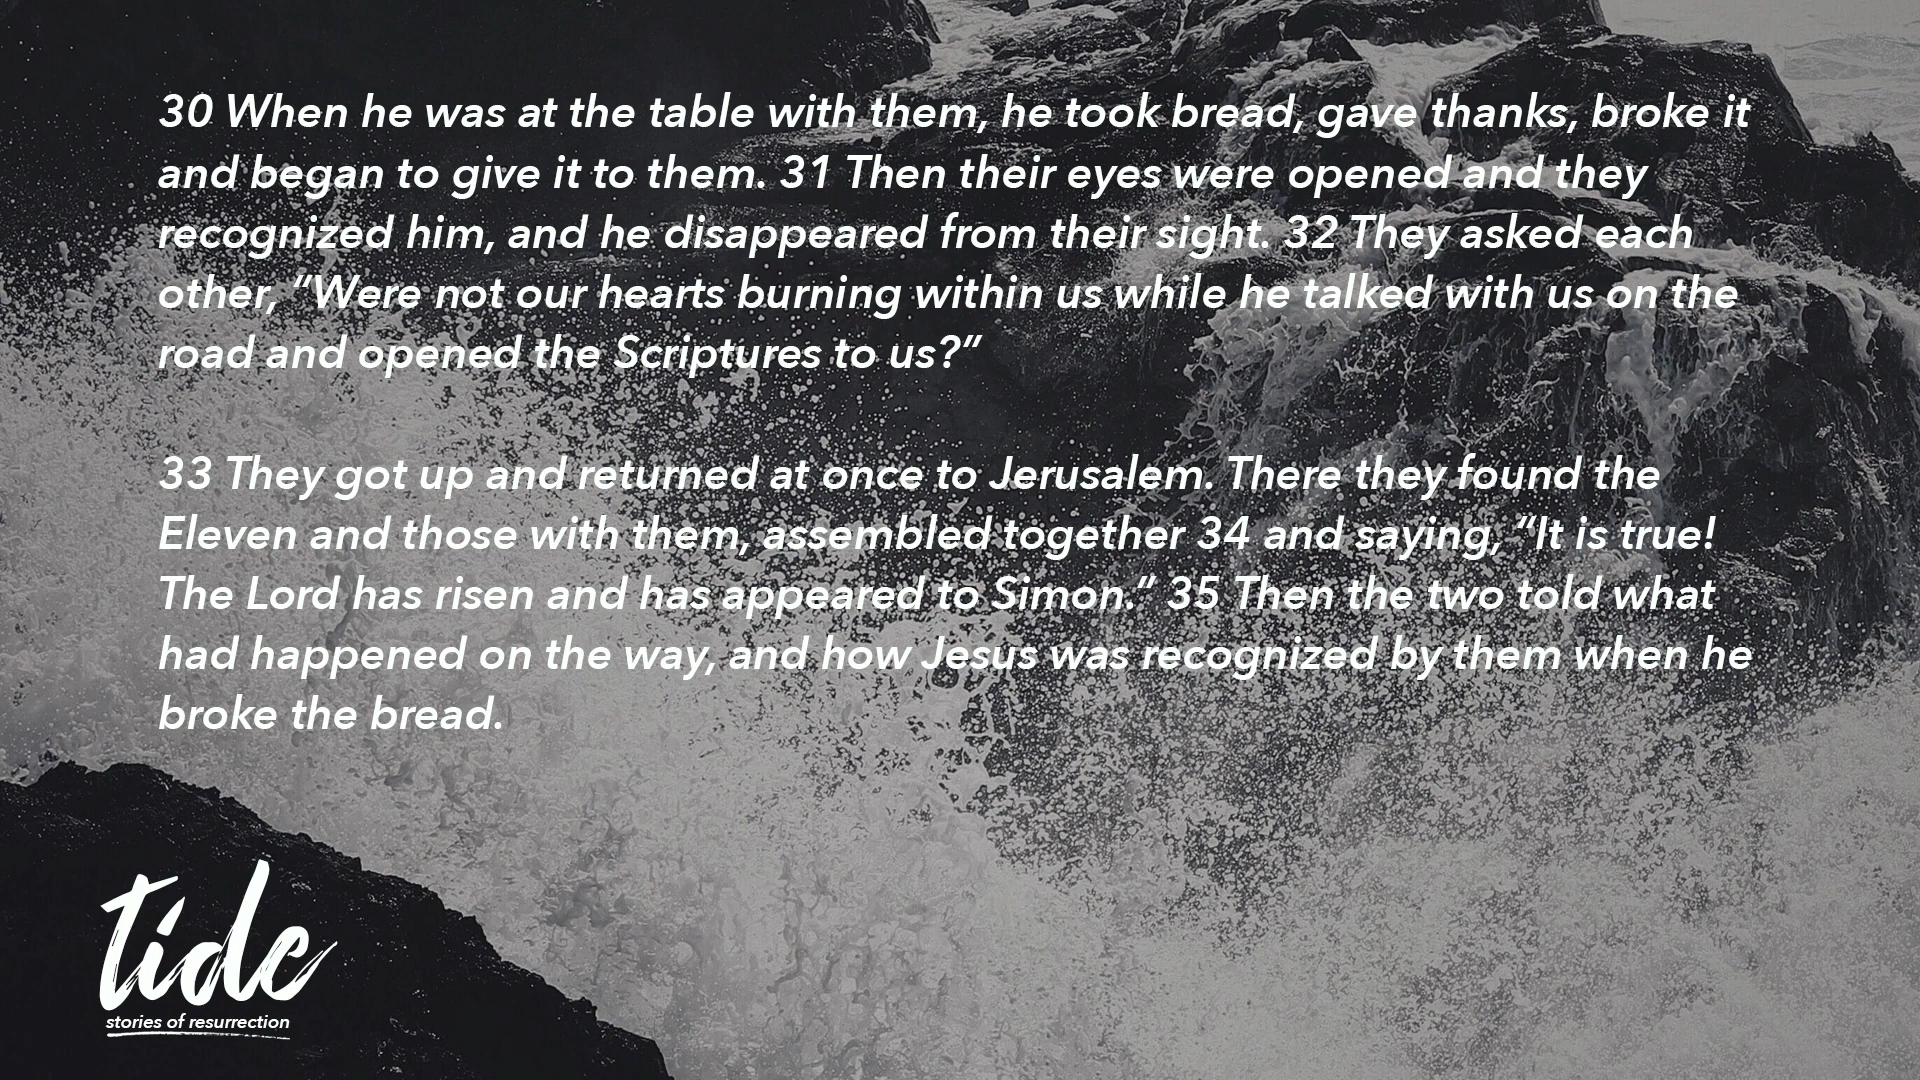 30 When he was at the table with them, he took bread, gave thanks, broke it
and began to give it to them. 31 Then their eyes were opened and they
recognized him, and he disappeared from their sight. 32 They asked each
other, “Were not our hearts burning within us while he talked with us on the
road and opened the Scriptures to us?”
33 They got up and returned at once to Jerusalem. There they found the
Eleven and those with them, assembled together 34 and saying, “It is true!
The Lord has risen and has appeared to Simon.” 35 Then the two told what
had happened on the way, and how Jesus was recognized by them when he
broke the bread.
tide
stories of resurrection